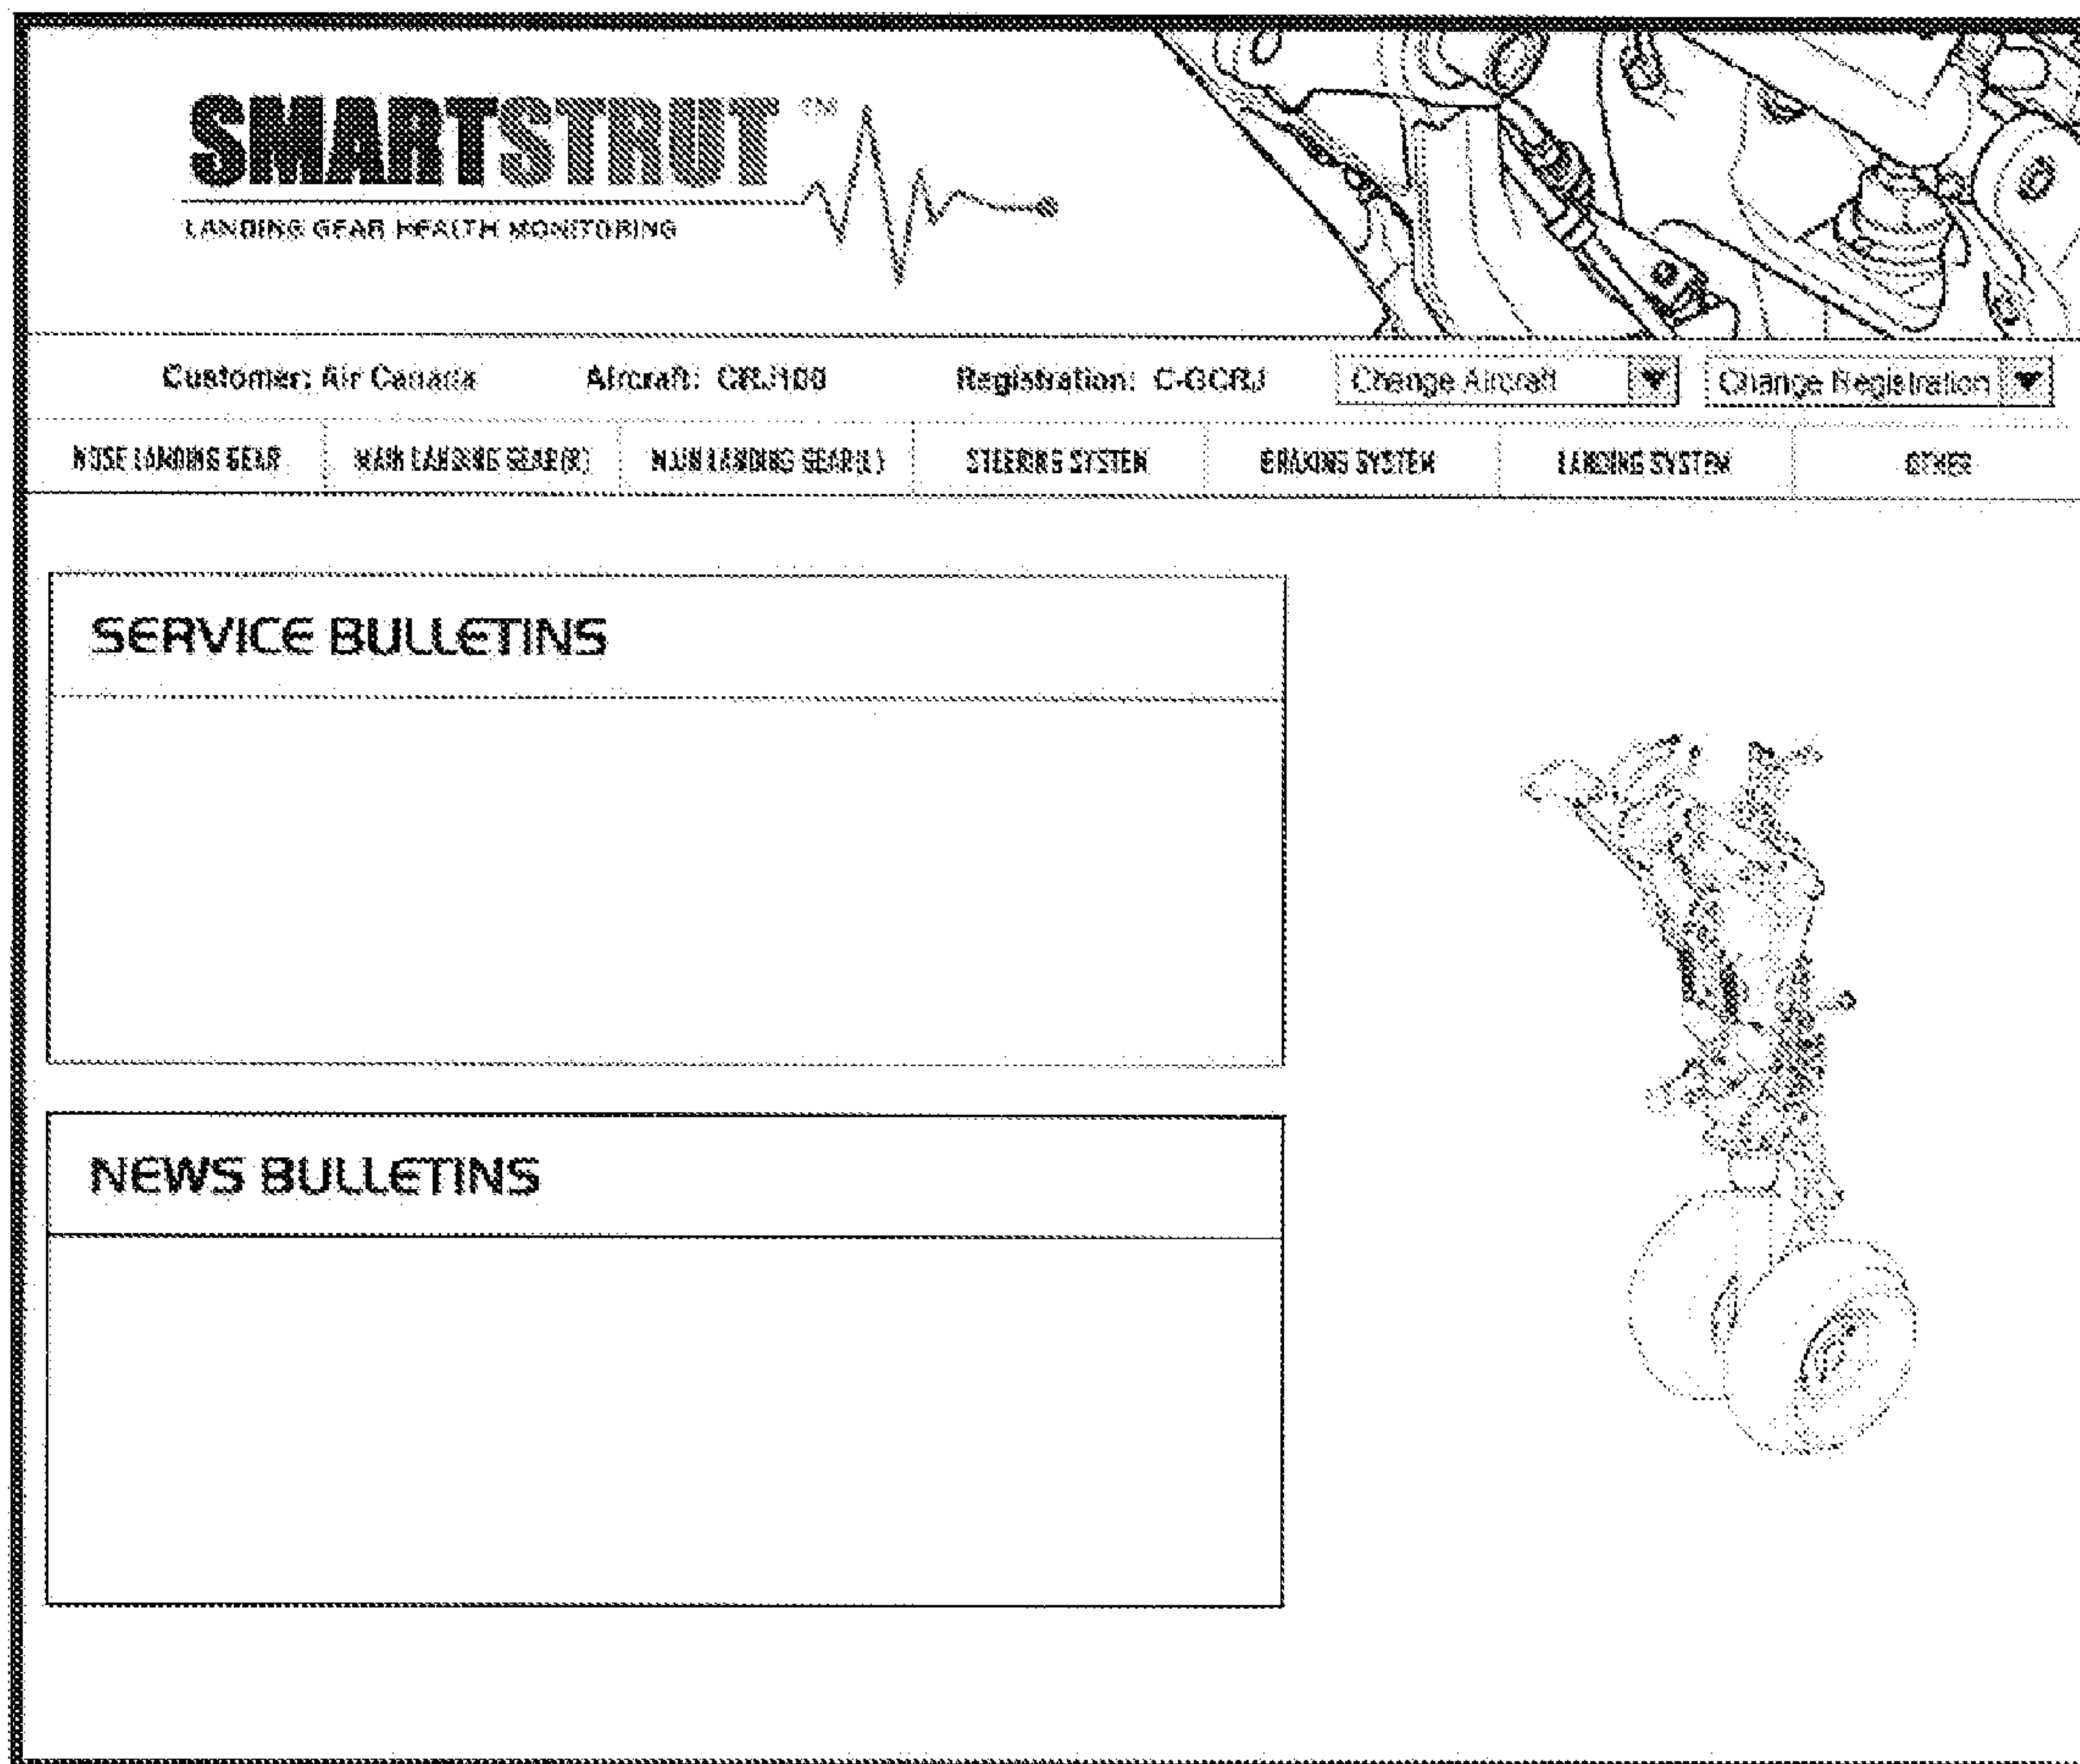 SMARTSTRUT TM
LANDING GEAR HEALTH MONITORING
Customer: Air Canada Aircraft: CRJ100 Registration: C-GCRJ Change Aircraft Change Registration
NOSE LANDING GEAR MAIN LANDING GEAR(R) MAIN LANDING GEAR(L) STEERING SYSTEM BRAKING SYSTEM LANDING SYSTEM OTHER
SERVICE BULLETINS
NEWS BULLETINS